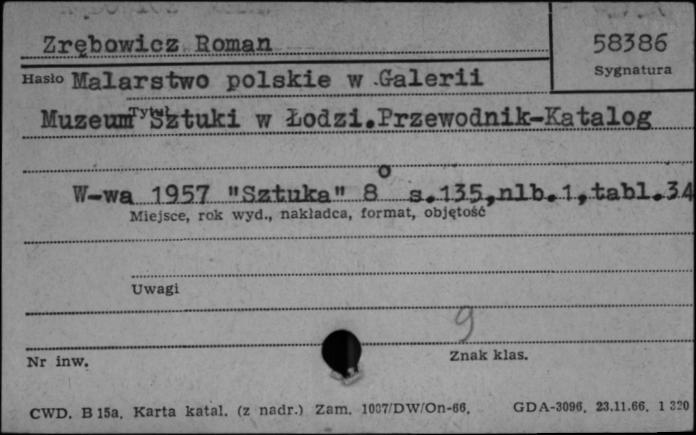 Zrębowicz Roman
58386
Sygnatura
Hasło Malarstwo polskie w Galerii
Tytuł
Muzeum Sztuki w Łodzi.Przewodnik-Katalog
W-wa 1957 "Sztuka" 8° s.135,nlb.1,tabl.34
Miejsce, rok wyd., nakładca, format, objętość
Uwagi
9
Nr inw.
Znak klas.
CWD. B 15a. Karta katal. (z nadr.) Zam. 1037/DW/On-66. GDA-3096. 23.11.66. 1 320